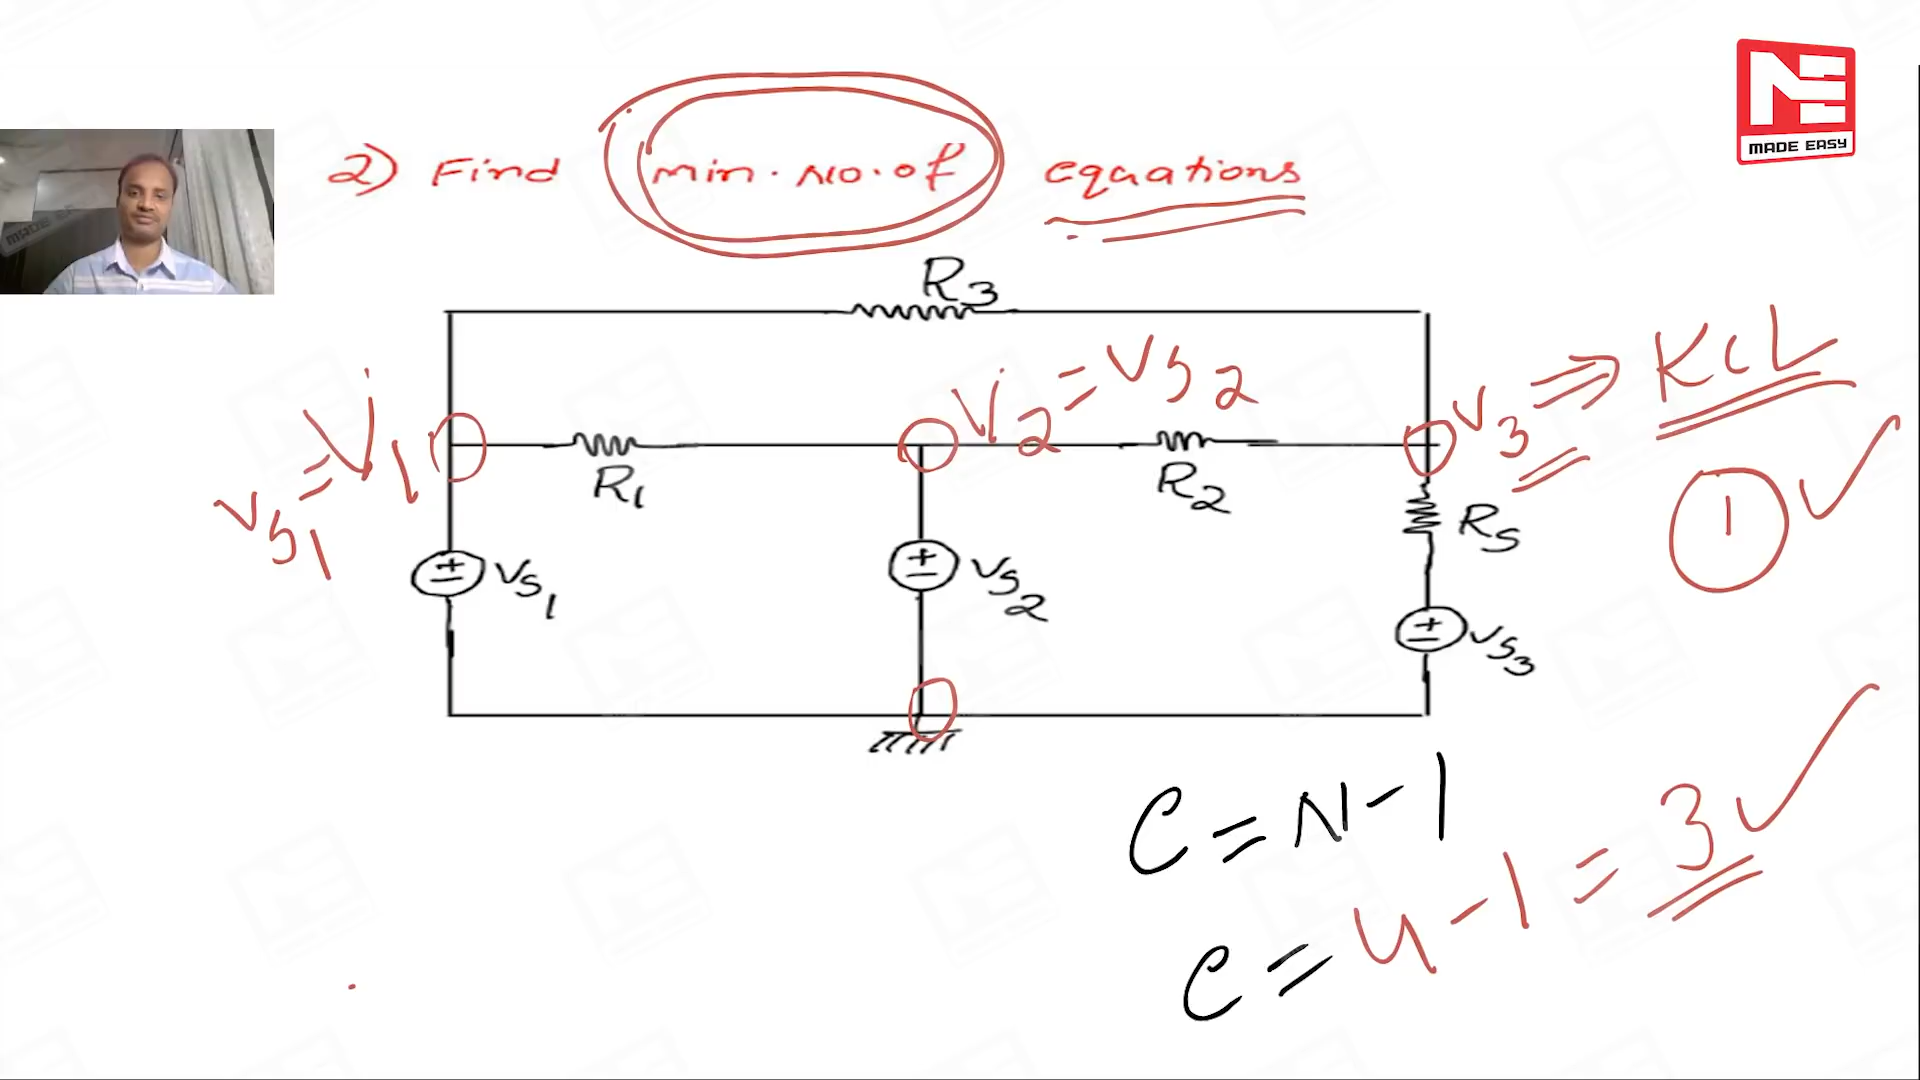 MADE EASY
2) Find min. No. of equations
R3
V1 = VS1
V2 = VS2
V3 ⇒ KCL
1
R1
R2
RS
VS1
VS2
VS3
C = N - 1
C = 4 - 1 = 3